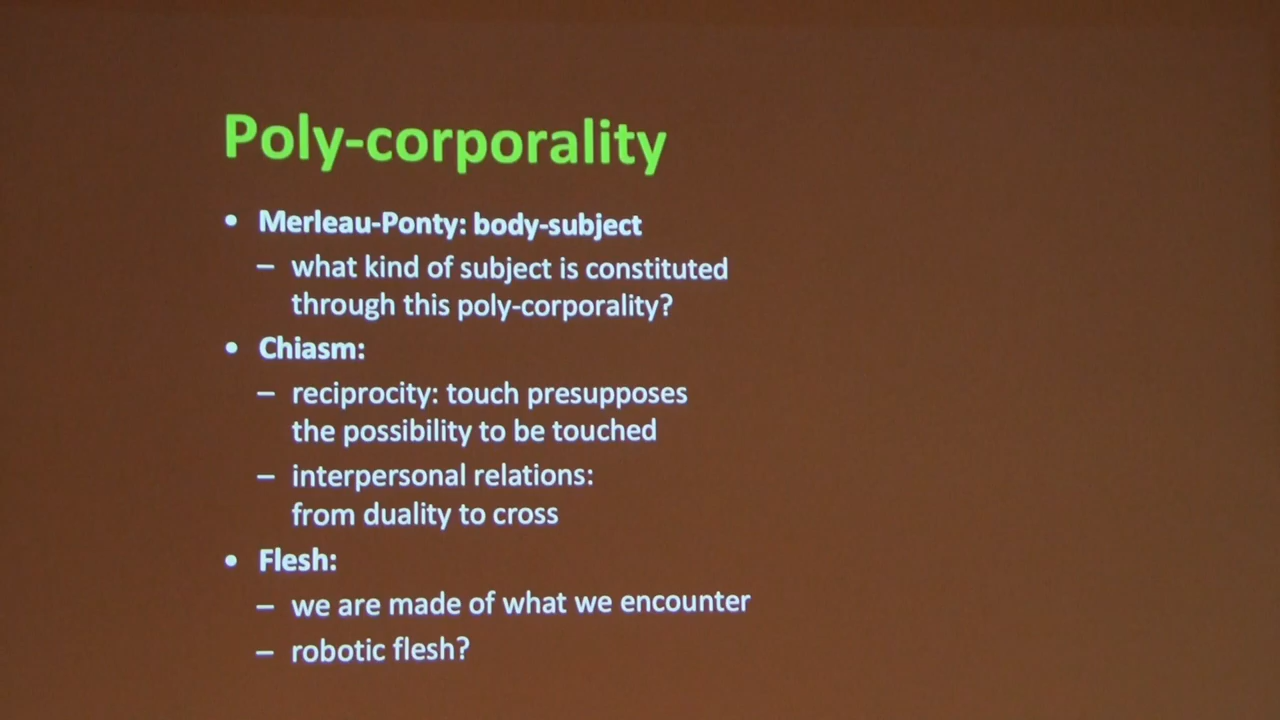 Poly-corporality
• Merleau-Ponty: body-subject
– what kind of subject is constituted
through this poly-corporality?
• Chiasm:
– reciprocity: touch presupposes
the possibility to be touched
– interpersonal relations:
from duality to cross
• Flesh:
– we are made of what we encounter
– robotic flesh?